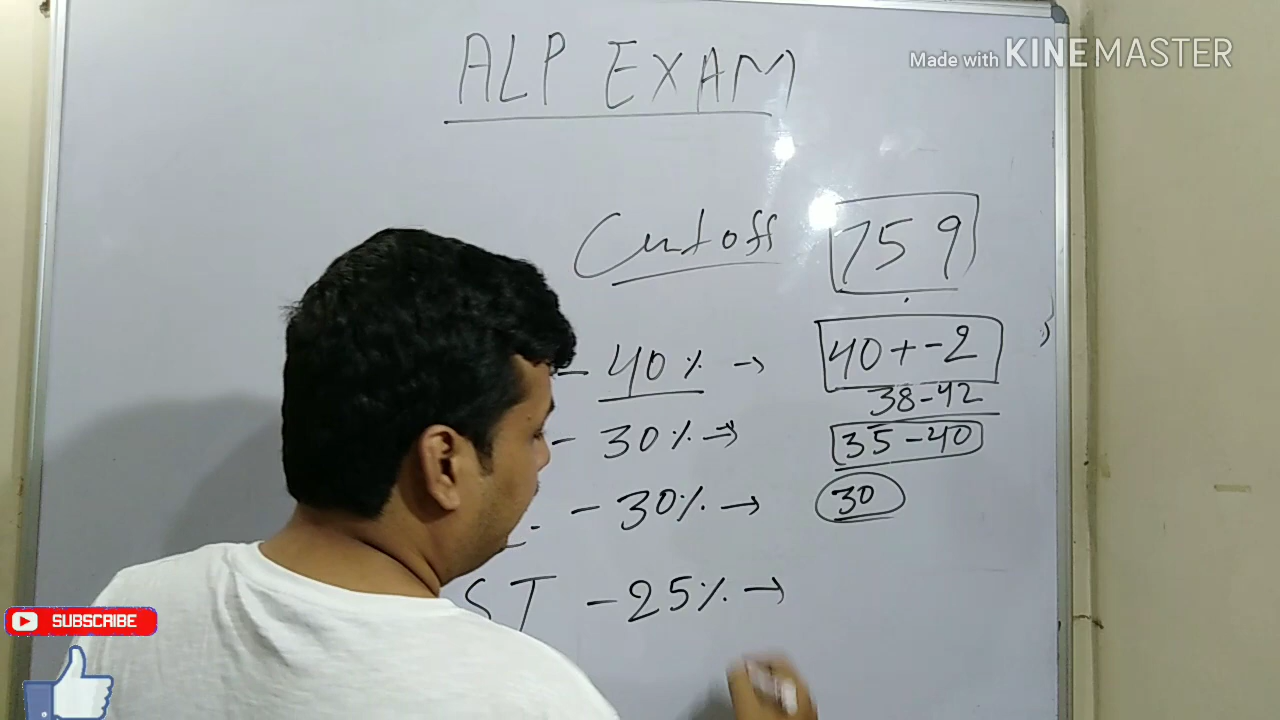 Made with KINEMASTER
ALP EXAM
Cutoff 759
- 40% → 40+-2
38-42
- 30% → 35-40
- 30% → 30
ST - 25% →
SUBSCRIBE